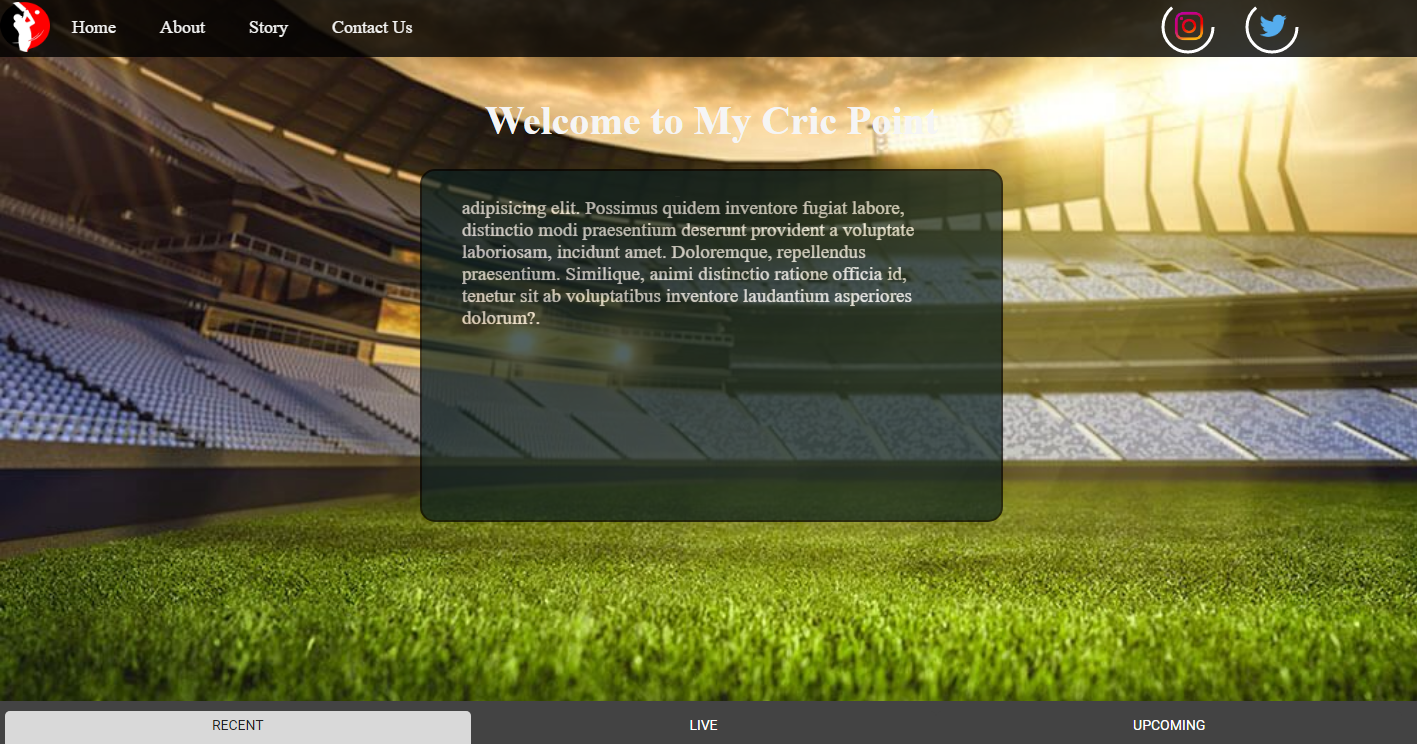 Home About Story Contact Us
Welcome to My Cric Point
adipisicing elit. Possimus quidem inventore fugiat labore,
distinctio modi praesentium deserunt provident a voluptate
laboriosam, incidunt amet. Doloremque, repellendus
praesentium. Similique, animi distinctio ratione officia id,
tenetur sit ab voluptatibus inventore laudantium asperiores
dolorum?.
RECENT LIVE UPCOMING